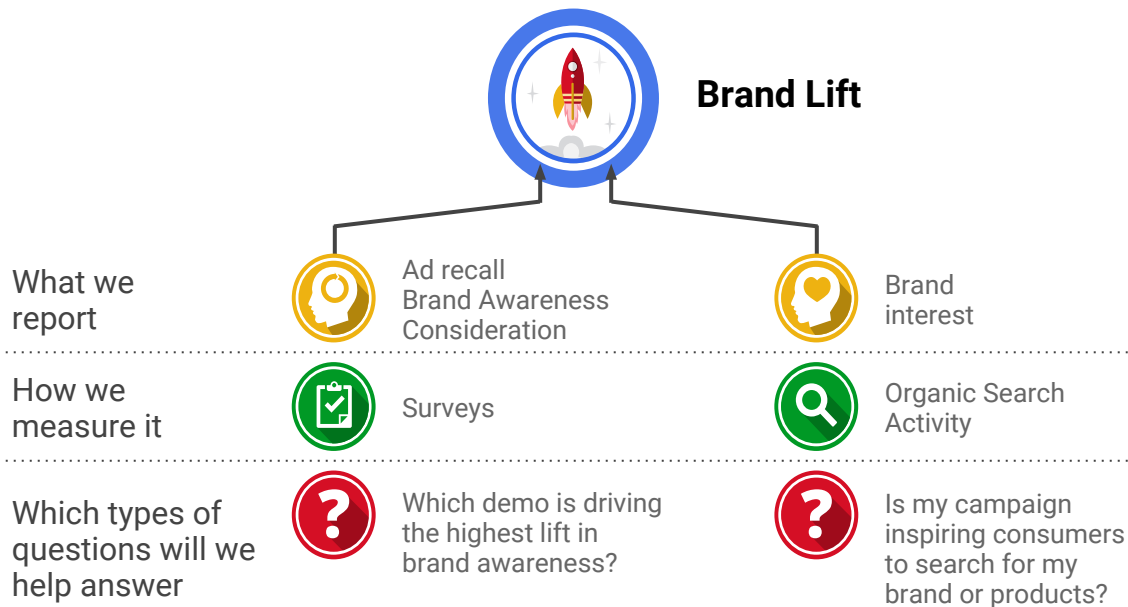 Brand Lift
What we
report
Ad recall
Brand Awareness
Consideration
Brand
interest
How we
measure it
Surveys
Organic Search
Activity
Which types of
questions will we
help answer
?
Which demo is driving
the highest lift in
brand awareness?
?
Is my campaign
inspiring consumers
to search for my
brand or products?